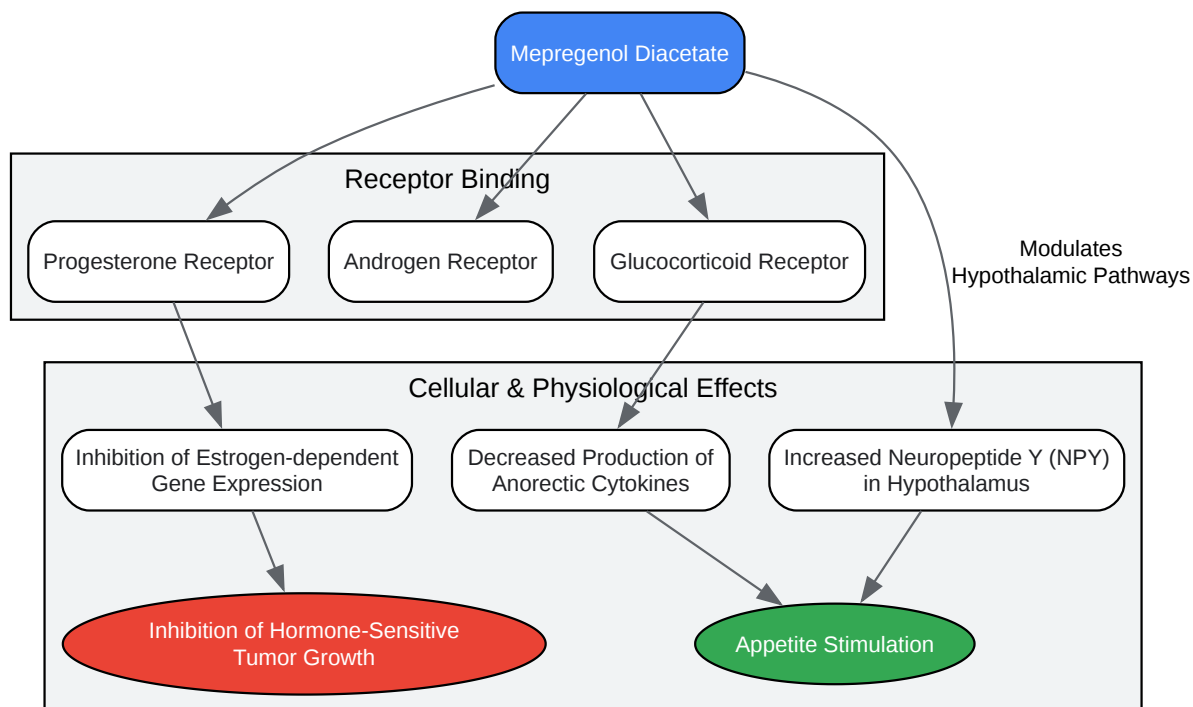 Mepregenol Diacetate
Receptor Binding
Progesterone Receptor
Androgen Receptor
Glucocorticoid Receptor
Modulates
Hypothalamic Pathways
Cellular & Physiological Effects
Inhibition of Estrogen-dependent
Gene Expression
Decreased Production of
Anorectic Cytokines
Increased Neuropeptide Y (NPY)
in Hypothalamus
Inhibition of Hormone-Sensitive
Tumor Growth
Appetite Stimulation